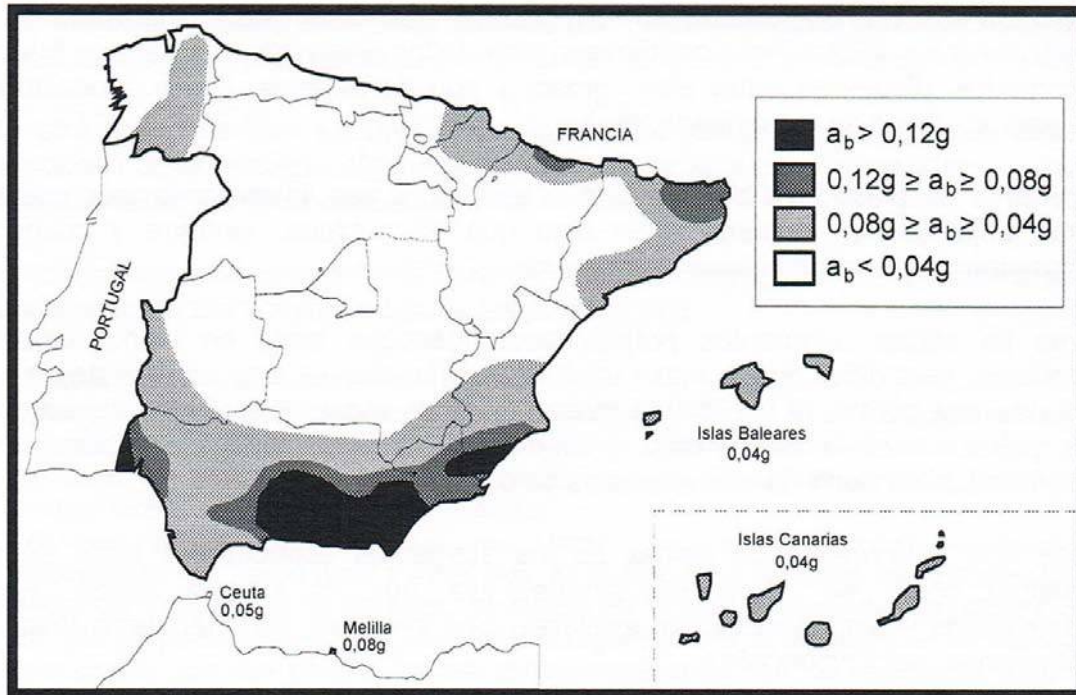 FRANCIA
PORTUGAL
a_b > 0,12g
0,12g ≥ a_b ≥ 0,08g
0,08g ≥ a_b ≥ 0,04g
a_b < 0,04g
Islas Baleares
0,04g
Islas Canarias
0,04g
Ceuta
0,05g
Melilla
0,08g